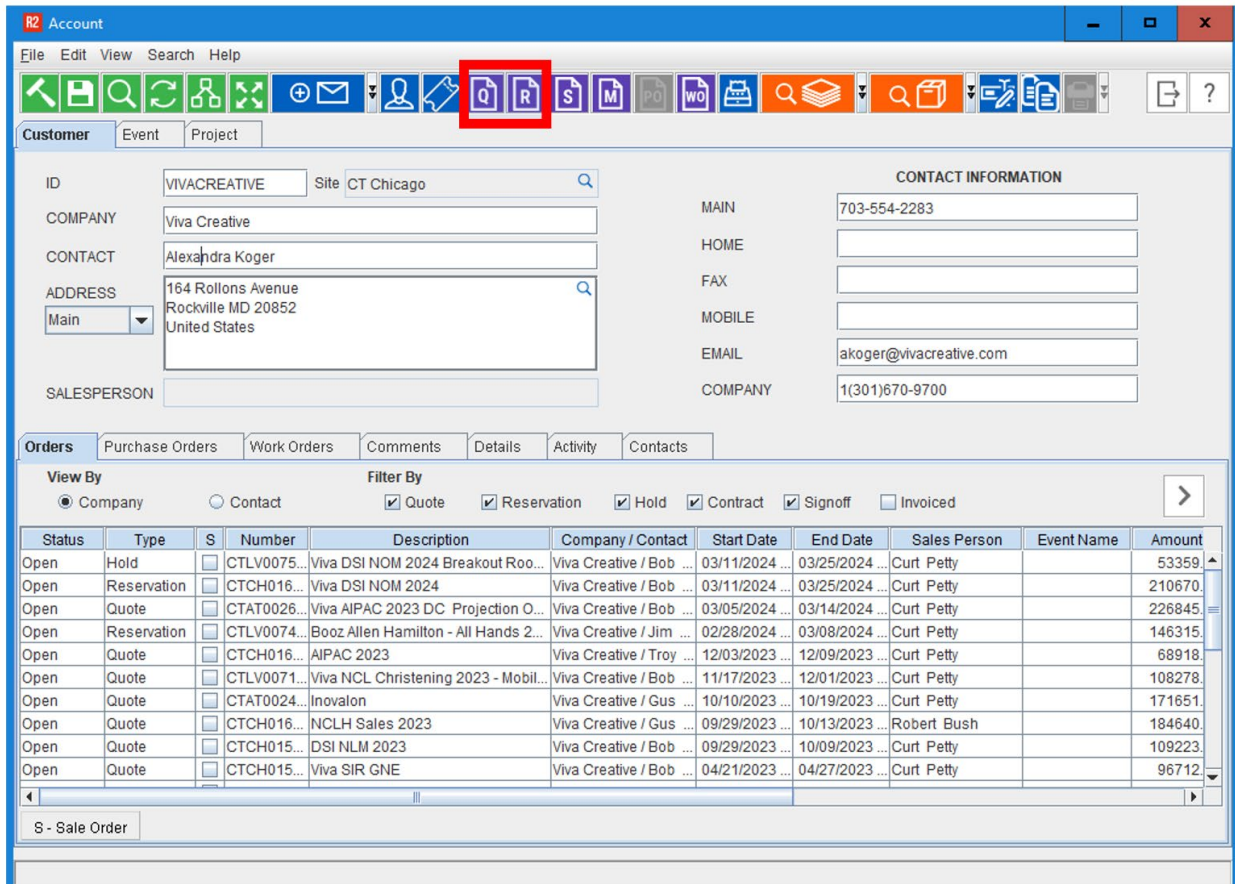 R2 Account
File Edit View Search Help
Q R S M PO WO
Customer Event Project
ID VIVACREATIVE Site CT Chicago
CONTACT INFORMATION
COMPANY Viva Creative
MAIN 703-554-2283
CONTACT Alexandra Koger
HOME
ADDRESS 164 Rollons Avenue
Main Rockville MD 20852
United States
FAX
MOBILE
EMAIL akoger@vivacreative.com
SALESPERSON
COMPANY 1(301)670-9700
Orders Purchase Orders Work Orders Comments Details Activity Contacts
View By Filter By
Company Contact Quote Reservation Hold Contract Signoff Invoiced
Status Type S Number Description Company / Contact Start Date End Date Sales Person Event Name Amount
Open Hold CTLV0075... Viva DSI NOM 2024 Breakout Roo... Viva Creative / Bob ... 03/11/2024 ... 03/25/2024 ... Curt Petty 53359.
Open Reservation CTCH016... Viva DSI NOM 2024 Viva Creative / Bob ... 03/11/2024 ... 03/25/2024 ... Curt Petty 210670.
Open Quote CTAT0026... Viva AIPAC 2023 DC Projection O... Viva Creative / Bob ... 03/05/2024 ... 03/14/2024 ... Curt Petty 226845.
Open Reservation CTLV0074... Booz Allen Hamilton - All Hands 2... Viva Creative / Jim ... 02/28/2024 ... 03/08/2024 ... Curt Petty 146315.
Open Quote CTCH016... AIPAC 2023 Viva Creative / Troy ... 12/03/2023 ... 12/09/2023 ... Curt Petty 68918.
Open Quote CTLV0071... Viva NCL Christening 2023 - Mobil... Viva Creative / Bob ... 11/17/2023 ... 12/01/2023 ... Curt Petty 108278.
Open Quote CTAT0024... Inovalon Viva Creative / Gus ... 10/10/2023 ... 10/19/2023 ... Curt Petty 171651.
Open Quote CTCH016... NCLH Sales 2023 Viva Creative / Gus ... 09/29/2023 ... 10/13/2023 ... Robert Bush 184640.
Open Quote CTCH015... DSI NLM 2023 Viva Creative / Bob ... 09/29/2023 ... 10/09/2023 ... Curt Petty 109223.
Open Quote CTCH015... Viva SIR GNE Viva Creative / Bob ... 04/21/2023 ... 04/27/2023 ... Curt Petty 96712.
S - Sale Order